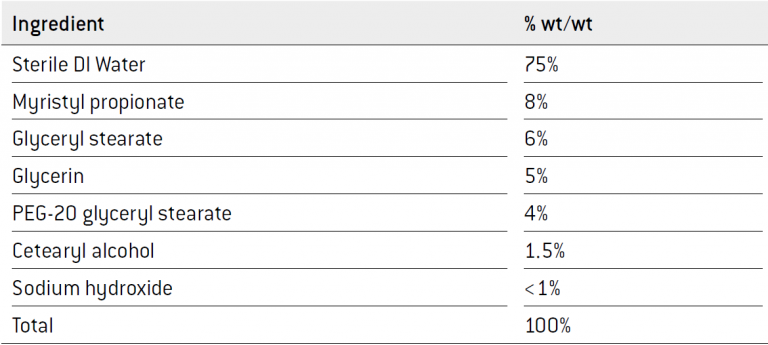 Ingredient % wt/wt
Sterile DI Water 75%
Myristyl propionate 8%
Glyceryl stearate 6%
Glycerin 5%
PEG-20 glyceryl stearate 4%
Cetearyl alcohol 1.5%
Sodium hydroxide <1%
Total 100%